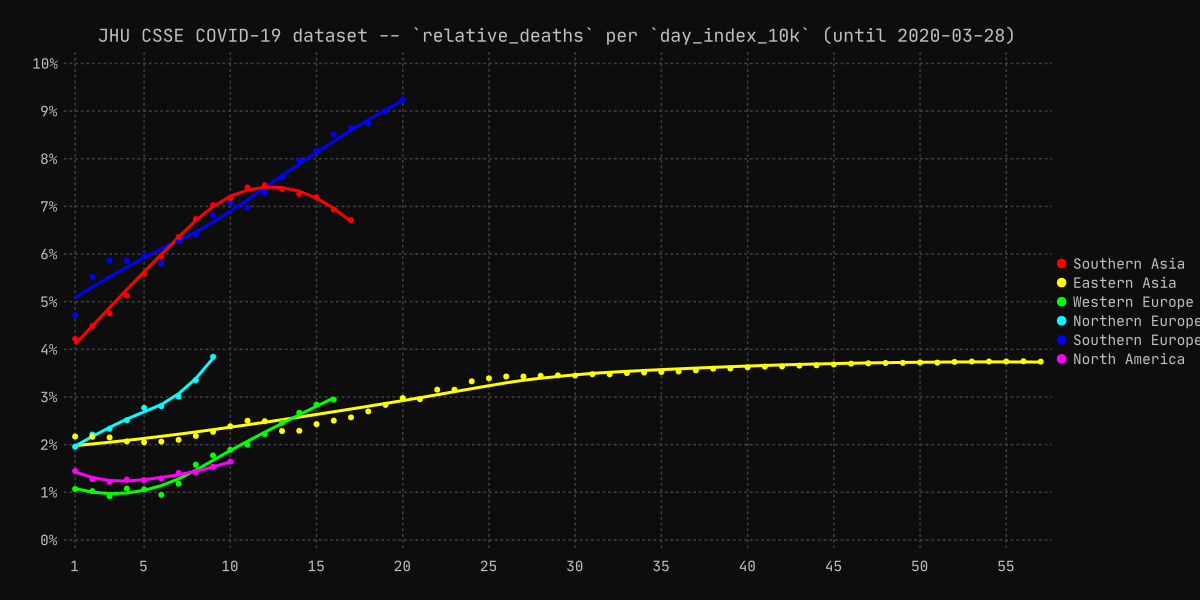 JHU CSSE COVID-19 dataset -- `relative_deaths` per `day_index_10k` (until 2020-03-28)
10%
9%
8%
7%
6%
5%
4%
3%
2%
1%
0%
1 5 10 15 20 25 30 35 40 45 50 55
Southern Asia
Eastern Asia
Western Europe
Northern Europe
Southern Europe
North America